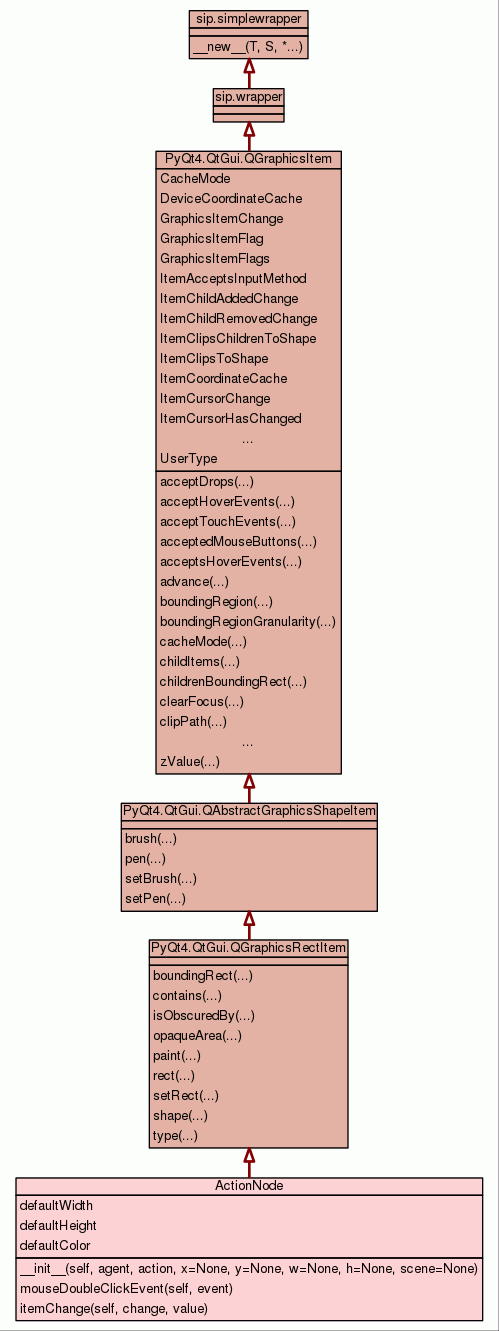 sip.simplewrapper
__new__(T, S, *...)
sip.wrapper
PyQt4.QtGui.QGraphicsItem
CacheMode
DeviceCoordinateCache
GraphicsItemChange
GraphicsItemFlag
GraphicsItemFlags
ItemAcceptsInputMethod
ItemChildAddedChange
ItemChildRemovedChange
ItemClipsChildrenToShape
ItemClipsToShape
ItemCoordinateCache
ItemCursorChange
ItemCursorHasChanged
...
UserType
acceptDrops(...)
acceptHoverEvents(...)
acceptTouchEvents(...)
acceptedMouseButtons(...)
acceptsHoverEvents(...)
advance(...)
boundingRegion(...)
boundingRegionGranularity(...)
cacheMode(...)
childItems(...)
childrenBoundingRect(...)
clearFocus(...)
clipPath(...)
...
zValue(...)
PyQt4.QtGui.QAbstractGraphicsShapeItem
brush(...)
pen(...)
setBrush(...)
setPen(...)
PyQt4.QtGui.QGraphicsRectItem
boundingRect(...)
contains(...)
isObscuredBy(...)
opaqueArea(...)
paint(...)
rect(...)
setRect(...)
shape(...)
type(...)
ActionNode
defaultWidth
defaultHeight
defaultColor
__init__(self, agent, action, x=None, y=None, w=None, h=None, scene=None)
mouseDoubleClickEvent(self, event)
itemChange(self, change, value)